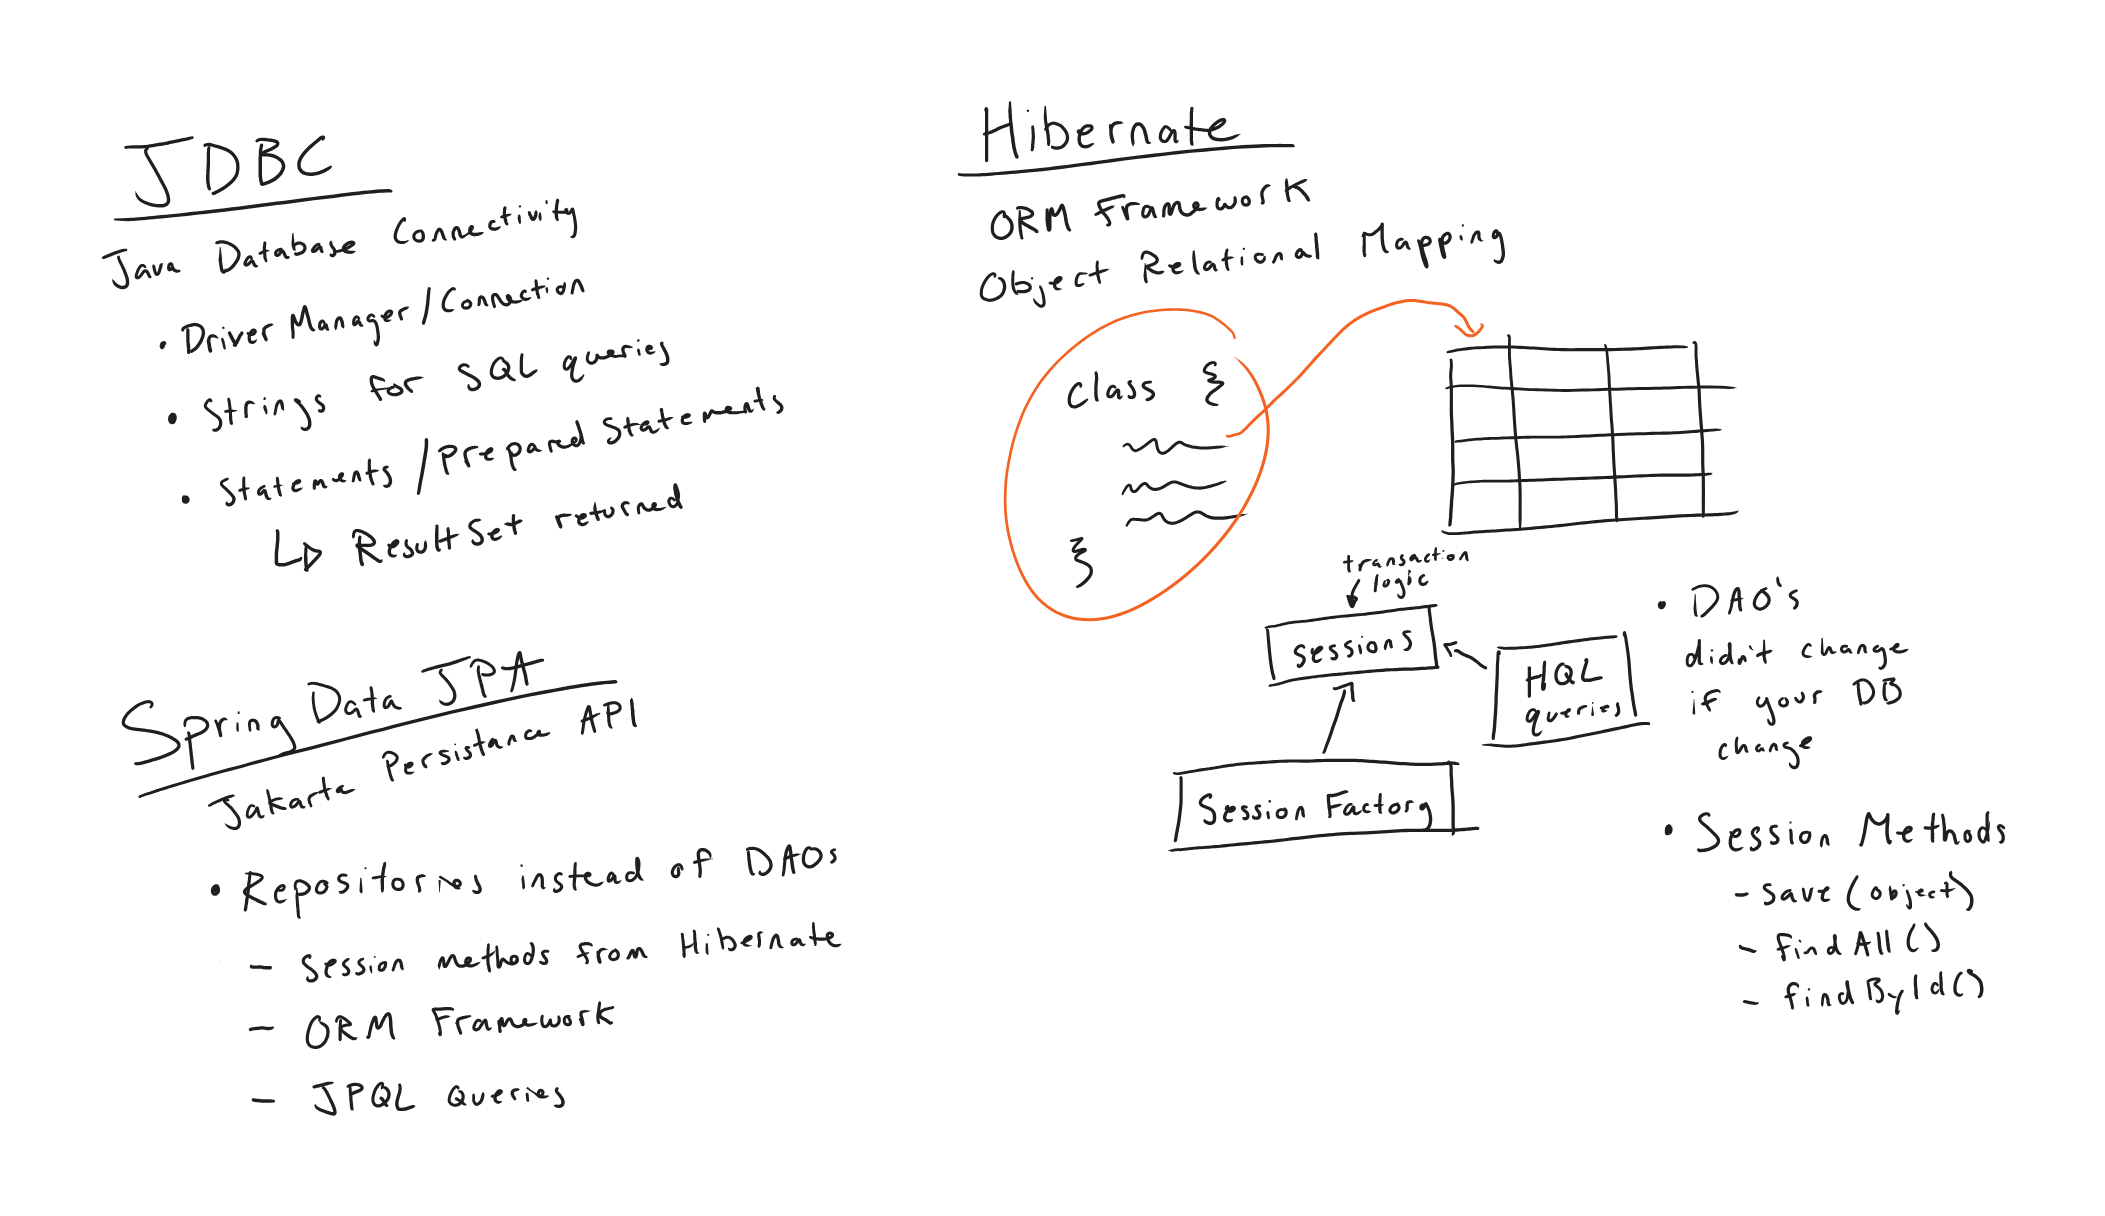 JDBC
Java Database Connectivity
• Driver Manager/Connection
• Strings for SQL queries
• Statements/Prepared Statements
ResultSet returned
Spring Data JPA
Jakarta Persistance API
• Repositories instead of DAOs
- Session methods from Hibernate
- ORM Framework
- JPQL Queries
Hibernate
ORM Framework
Object Relational Mapping
class {
}
transaction
logic
sessions
HQL
queries
Session Factory
• DAO's
didn't change
if your DB
change
• Session Methods
- save(object)
- findAll()
- findById()